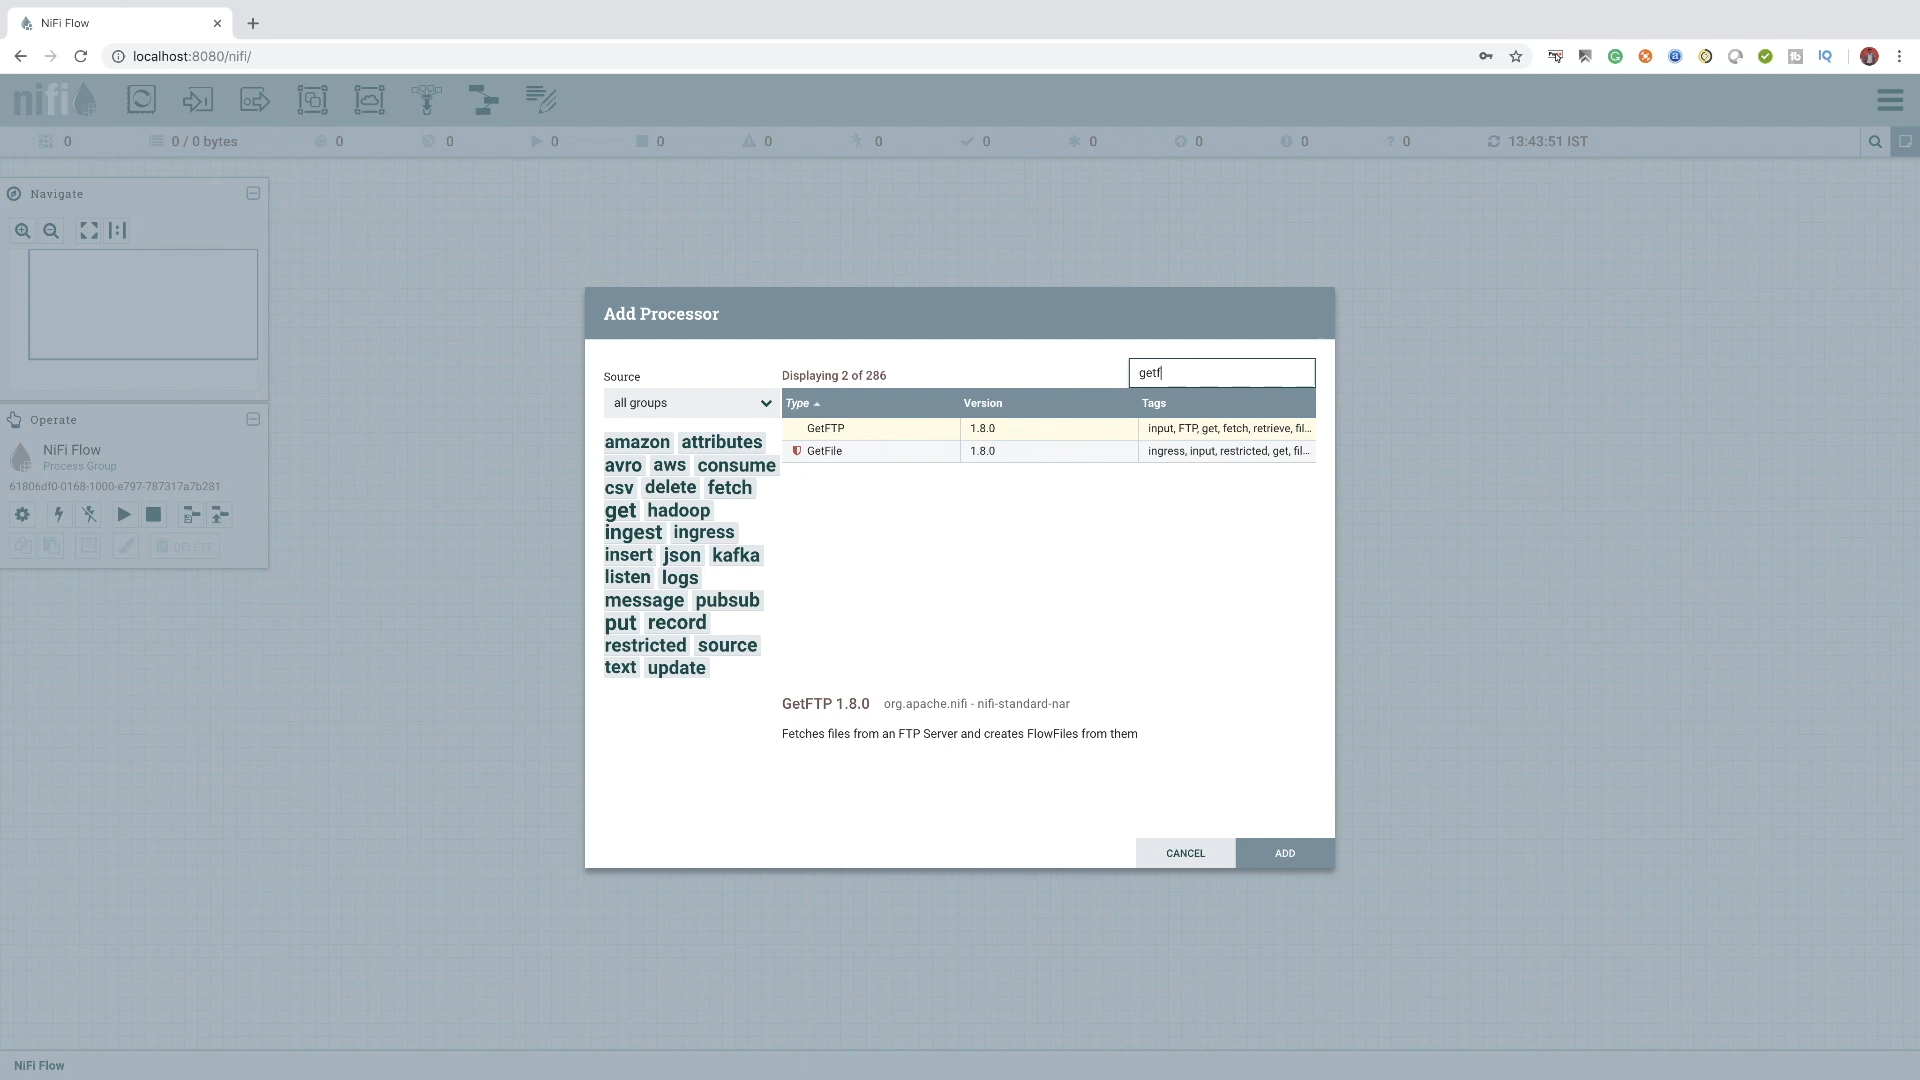 NiFi Flow
localhost:8080/nifi/
nifi
0
0 / 0 bytes
0
0
0
0
0
0
0
0
0
0
0
13:43:51 IST
Navigate
Operate
NiFi Flow
Process Group
61806df0-0168-1000-e797-787317a7b281
DELETE
Add Processor
Source
Displaying 2 of 286
getf
all groups
Type Version Tags
GetFTP 1.8.0 input, FTP, get, fetch, retrieve, fil...
GetFile 1.8.0 ingress, input, restricted, get, fil...
amazon attributes
avro aws consume
csv delete fetch
get hadoop
ingest ingress
insert json kafka
listen logs
message pubsub
put record
restricted source
text update
GetFTP 1.8.0 org.apache.nifi - nifi-standard-nar
Fetches files from an FTP Server and creates FlowFiles from them
CANCEL
ADD
NiFi Flow